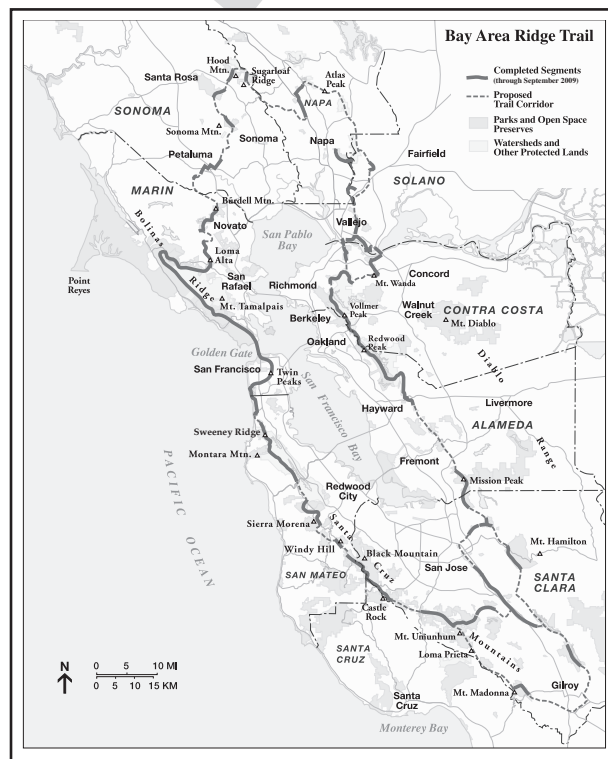 Bay Area Ridge Trail
Completed Segments
(through September 2009)
Proposed
Trail Corridor
Parks and Open Space
Preserves
Watersheds and
Other Protected Lands
Hood
Mtn.
Sugarloaf
Ridge
Santa Rosa
Atlas
Peak
SONOMA
NAPA
Sonoma Mtn.
Sonoma
Napa
Petaluma
Fairfield
SOLANO
MARIN
Burdell Mtn.
Novato
Vallejo
Bolinas
San Pablo
Bay
Loma
Alta
Concord
Mt. Wanda
Point
Reyes
San
Rafael
Ridge
Richmond
Mt. Tamalpais
Vollmer
Peak
Walnut
Creek
CONTRA COSTA
Mt. Diablo
Berkeley
Oakland
Redwood
Peak
Golden Gate
San Francisco
Twin
Peaks
Diablo
San Francisco Bay
Hayward
Livermore
ALAMEDA
Sweeney Ridge
Montara Mtn.
Range
Fremont
Mission Peak
PACIFIC OCEAN
Redwood
City
Sierra Morena
Santa
Windy Hill
Cruz
Black Mountain
Mt. Hamilton
San Jose
SAN MATEO
SANTA
CLARA
Castle
Rock
Mt. Umunhum
Mountains
Loma Prieta
SANTA
CRUZ
Gilroy
Mt. Madonna
Santa
Cruz
Monterey Bay
N
0 5 10 MI
0 5 10 15 KM